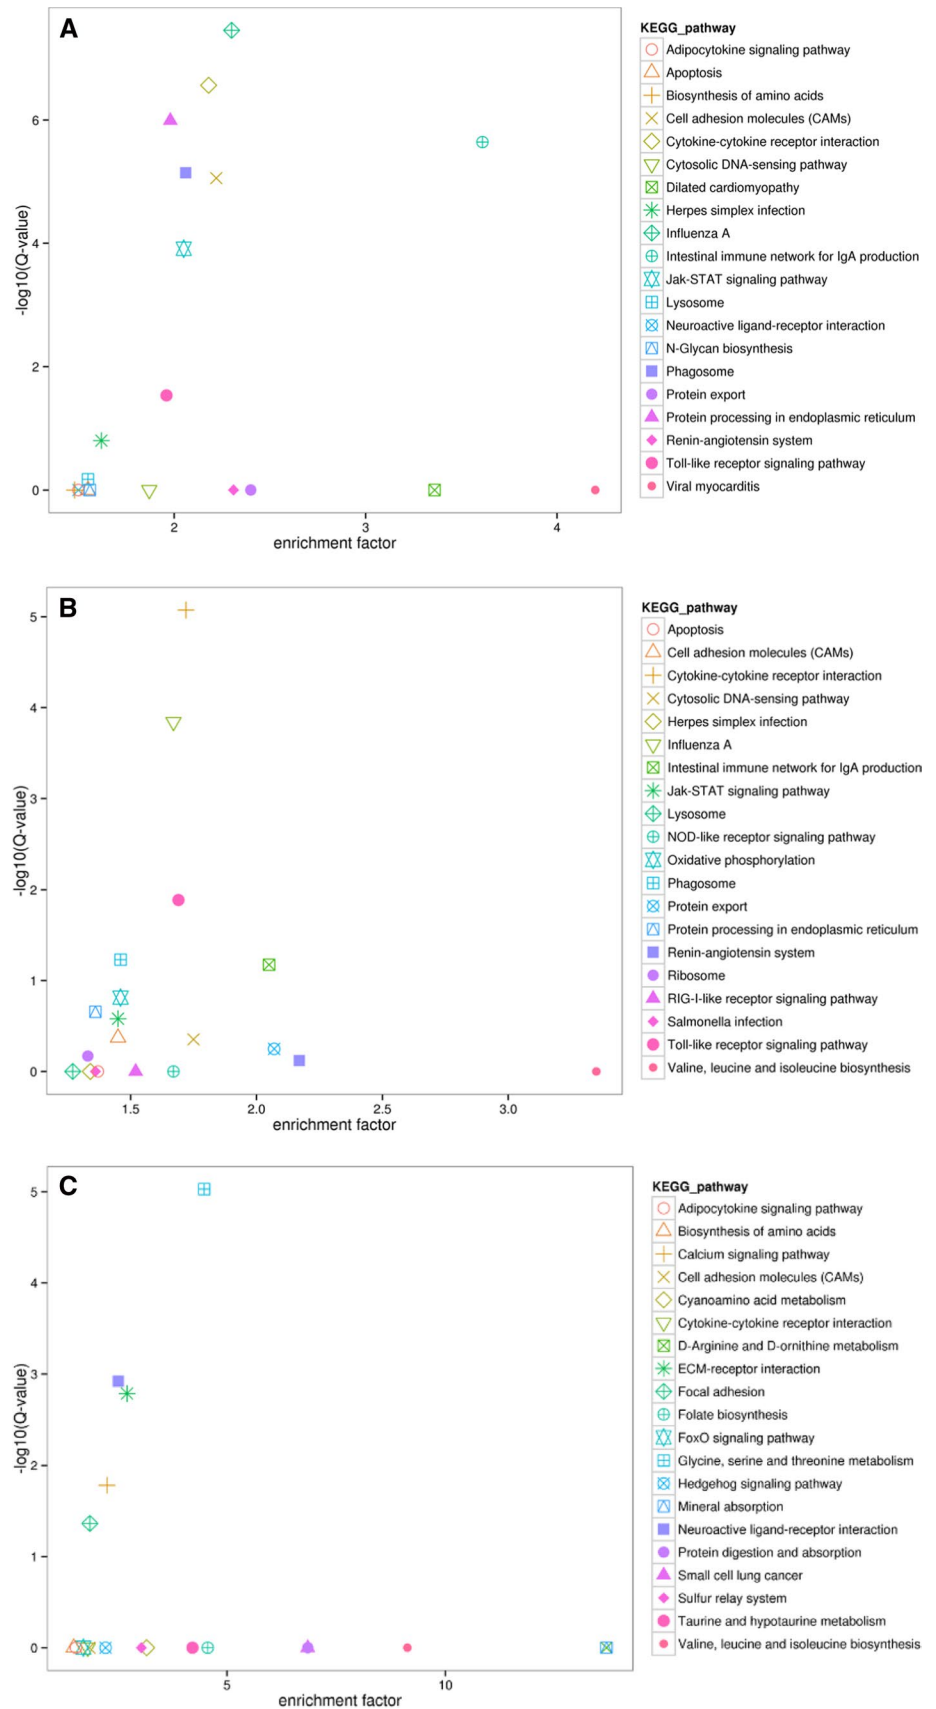 A
KEGG_pathway
Adipocytokine signaling pathway
Apoptosis
Biosynthesis of amino acids
Cell adhesion molecules (CAMs)
Cytokine-cytokine receptor interaction
Cytosolic DNA-sensing pathway
Dilated cardiomyopathy
Herpes simplex infection
Influenza A
Intestinal immune network for IgA production
Jak-STAT signaling pathway
Lysosome
Neuroactive ligand-receptor interaction
N-Glycan biosynthesis
Phagosome
Protein export
Protein processing in endoplasmic reticulum
Renin-angiotensin system
Toll-like receptor signaling pathway
Viral myocarditis
-log10(Q-value)
6
4
2
0
2 3 4
enrichment factor
B
KEGG_pathway
Apoptosis
Cell adhesion molecules (CAMs)
Cytokine-cytokine receptor interaction
Cytosolic DNA-sensing pathway
Herpes simplex infection
Influenza A
Intestinal immune network for IgA production
Jak-STAT signaling pathway
Lysosome
NOD-like receptor signaling pathway
Oxidative phosphorylation
Phagosome
Protein export
Protein processing in endoplasmic reticulum
Renin-angiotensin system
Ribosome
RIG-I-like receptor signaling pathway
Salmonella infection
Toll-like receptor signaling pathway
Valine, leucine and isoleucine biosynthesis
-log10(Q-value)
5
4
3
2
1
0
1.5 2.0 2.5 3.0
enrichment factor
C
KEGG_pathway
Adipocytokine signaling pathway
Biosynthesis of amino acids
Calcium signaling pathway
Cell adhesion molecules (CAMs)
Cyanoamino acid metabolism
Cytokine-cytokine receptor interaction
D-Arginine and D-ornithine metabolism
ECM-receptor interaction
Focal adhesion
Folate biosynthesis
FoxO signaling pathway
Glycine, serine and threonine metabolism
Hedgehog signaling pathway
Mineral absorption
Neuroactive ligand-receptor interaction
Protein digestion and absorption
Small cell lung cancer
Sulfur relay system
Taurine and hypotaurine metabolism
Valine, leucine and isoleucine biosynthesis
-log10(Q-value)
5
4
3
2
1
0
5 10
enrichment factor